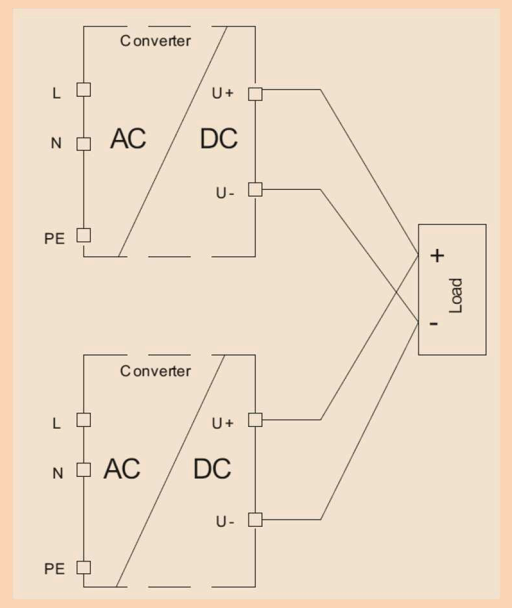 Converter
L
U+
N
AC
DC
U-
PE
+
Load
-
Converter
L
U+
N
AC
DC
U-
PE